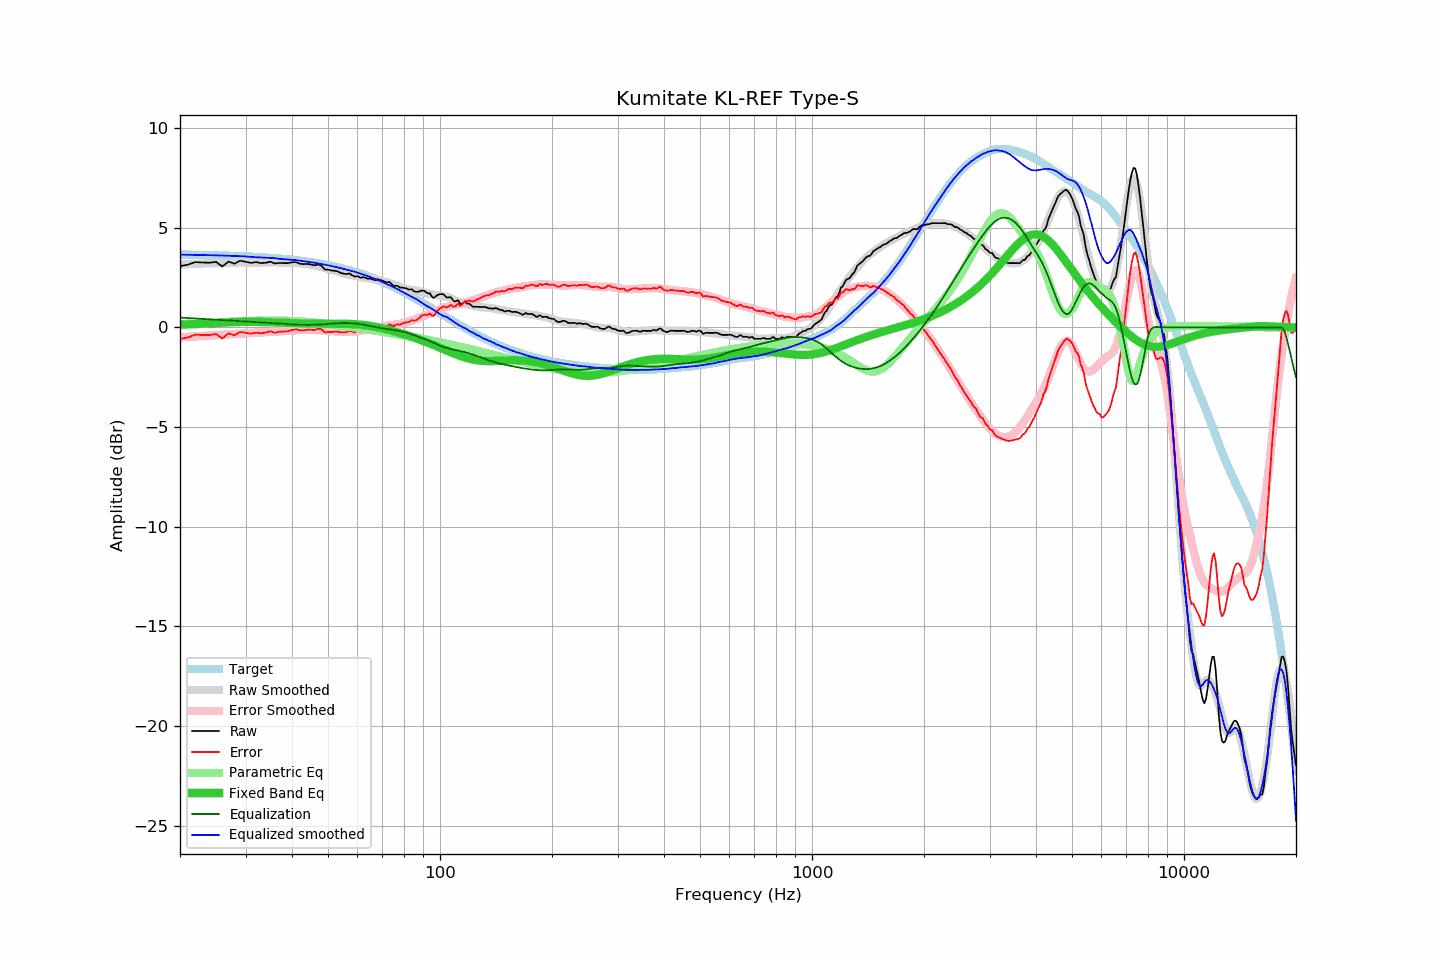 Kumitate KL-REF Type-S
10
5
0
−5
−10
−15
−20
−25
Amplitude (dBr)
Target
Raw Smoothed
Error Smoothed
Raw
Error
Parametric Eq
Fixed Band Eq
Equalization
Equalized smoothed
100
1000
10000
Frequency (Hz)